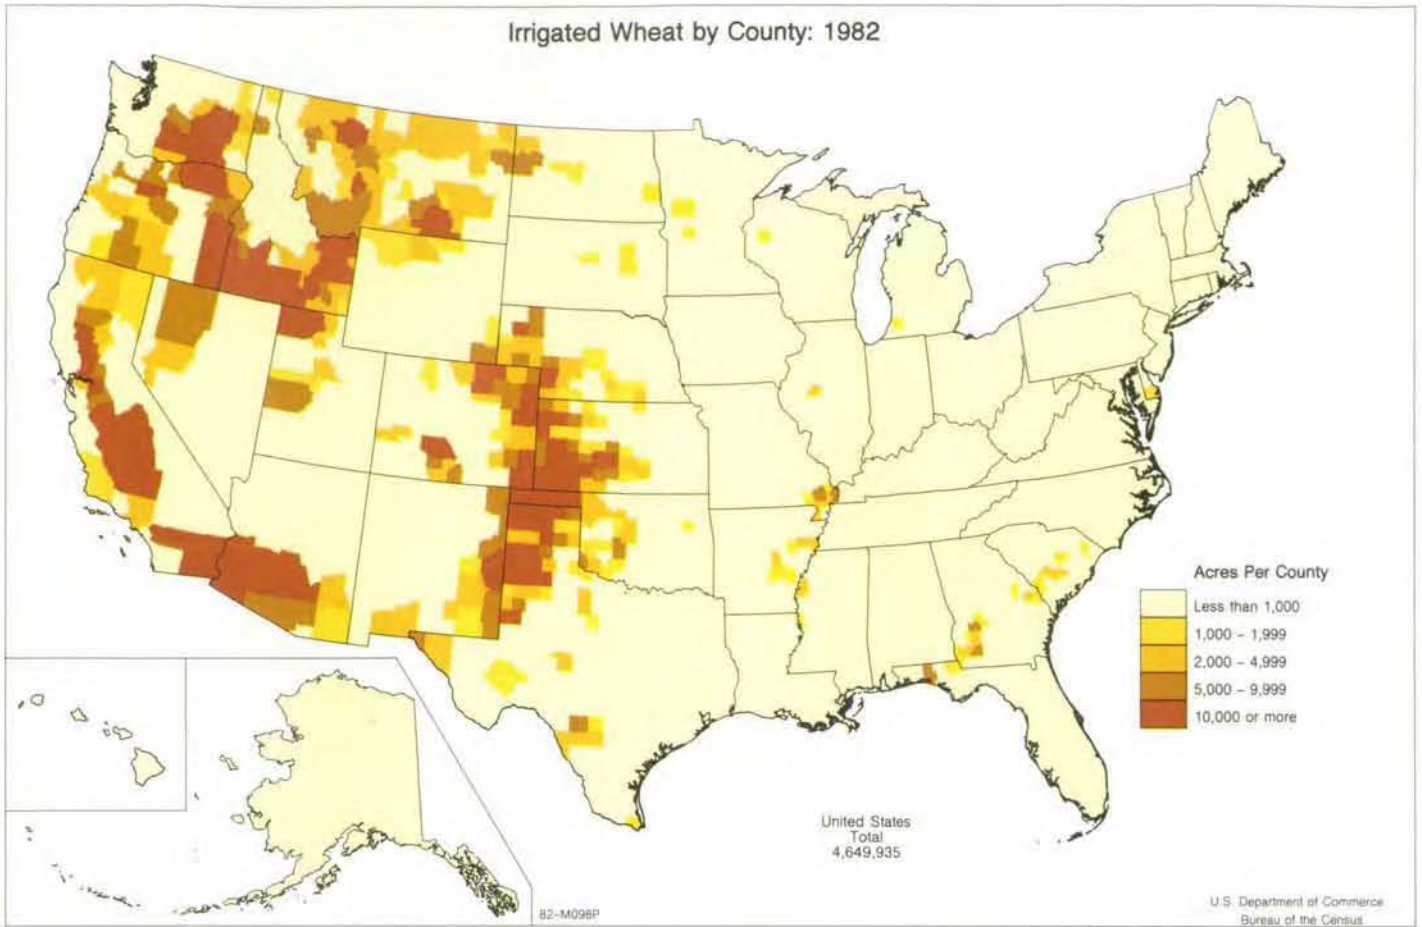 Irrigated Wheat by County: 1982
Acres Per County
Less than 1,000
1,000 - 1,999
2,000 - 4,999
5,000 - 9,999
10,000 or more
United States
Total
4,649,935
82-M098P
U.S. Department of Commerce
Bureau of the Census